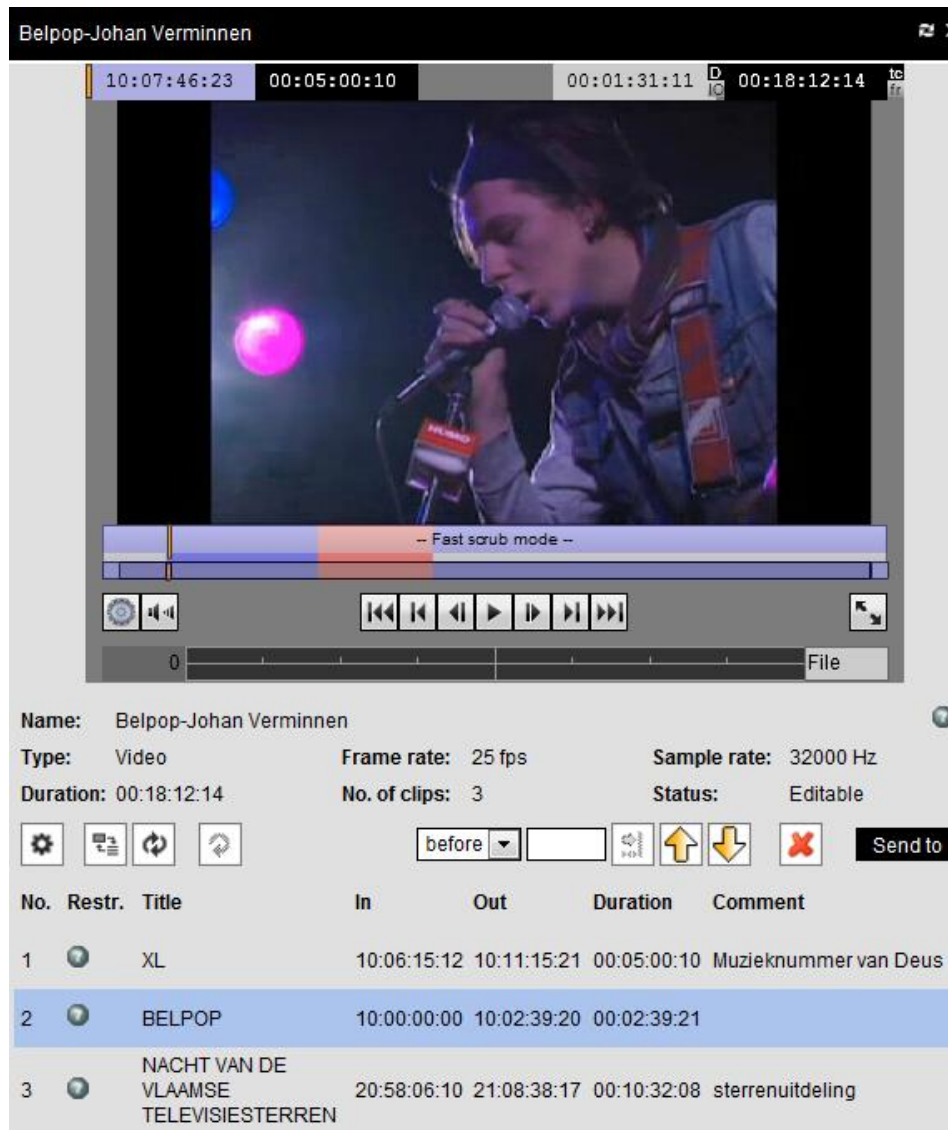 Belpop-Johan Verminnen
10:07:46:23 00:05:00:10 00:01:31:11 D IO 00:18:12:14 tc fr
HUMO
-- Fast scrub mode --
0 File
Name: Belpop-Johan Verminnen
Type: Video Frame rate: 25 fps Sample rate: 32000 Hz
Duration: 00:18:12:14 No. of clips: 3 Status: Editable
before Send to
No. Restr. Title In Out Duration Comment
1 XL 10:06:15:12 10:11:15:21 00:05:00:10 Muzieknummer van Deus
2 BELPOP 10:00:00:00 10:02:39:20 00:02:39:21
3 NACHT VAN DE VLAAMSE TELEVISIESTERREN 20:58:06:10 21:08:38:17 00:10:32:08 sterrenuitdeling